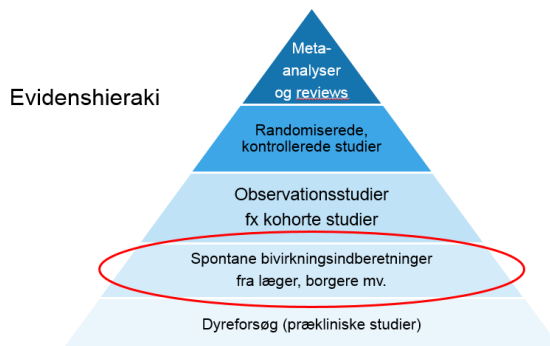 Evidenshieraki
Meta-
analyser
og reviews
Randomiserede,
kontrollerede studier
Observationsstudier
fx kohorte studier
Spontane bivirkningsindberetninger
fra læger, borgere mv.
Dyreforsøg (prækliniske studier)